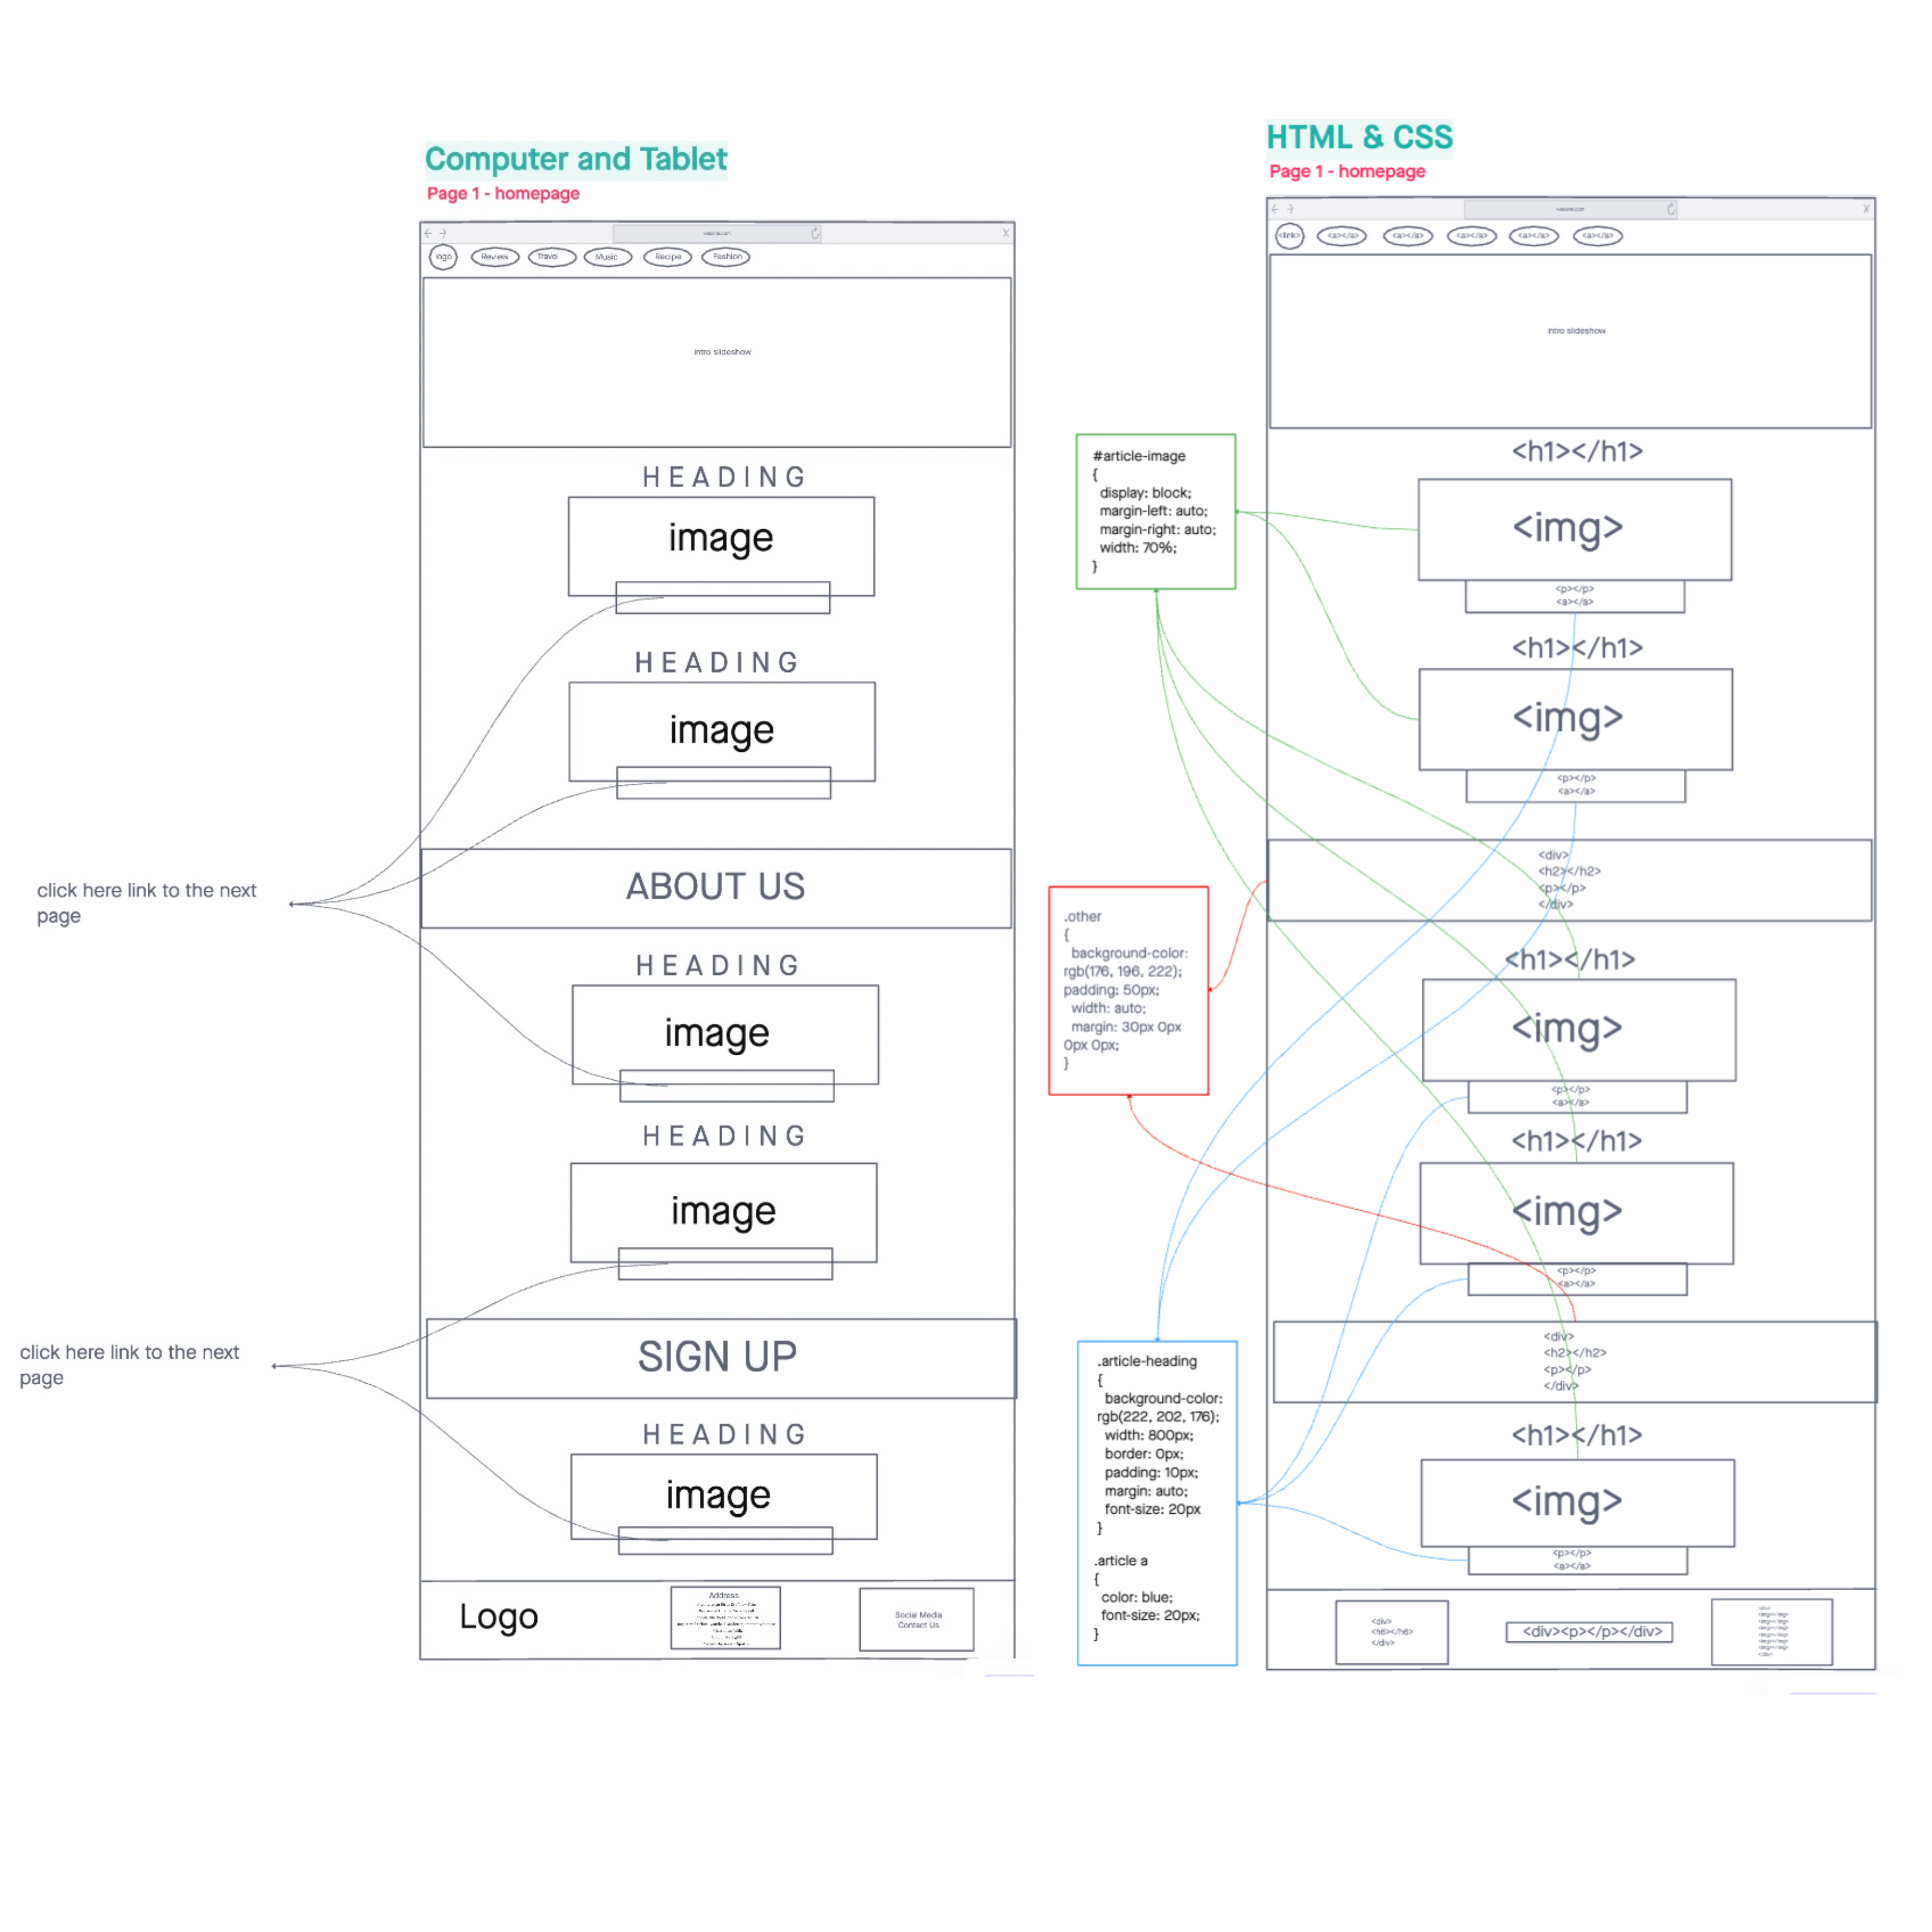 Computer and Tablet
Page 1 - homepage
website.com
logo
Review
Travel
Music
Recipe
Fashion
intro slideshow
HEADING
image
HEADING
image
click here link to the next
page
ABOUT US
HEADING
image
HEADING
image
click here link to the next
page
SIGN UP
HEADING
image
Logo
Address
Social Media
Contact Us
#article-image
{
display: block;
margin-left: auto;
margin-right: auto;
width: 70%;
}
.other
{
background-color:
rgb(176, 196, 222);
padding: 50px;
width: auto;
margin: 30px 0px
0px 0px;
}
.article-heading
{
background-color:
rgb(222, 202, 176);
width: 800px;
border: 0px;
padding: 10px;
margin: auto;
font-size: 20px
}
.article a
{
color: blue;
font-size: 20px;
}
HTML & CSS
Page 1 - homepage
website.com
<link>
<a></a>
<a></a>
<a></a>
<a></a>
<a></a>
intro slideshow
<h1></h1>
<img>
<p></p>
<a></a>
<h1></h1>
<img>
<p></p>
<a></a>
<div>
<h2></h2>
<p></p>
</div>
<h1></h1>
<img>
<p></p>
<a></a>
<h1></h1>
<img>
<p></p>
<a></a>
<div>
<h2></h2>
<p></p>
</div>
<h1></h1>
<img>
<p></p>
<a></a>
<div>
<h6></h6>
</div>
<div><p></p></div>